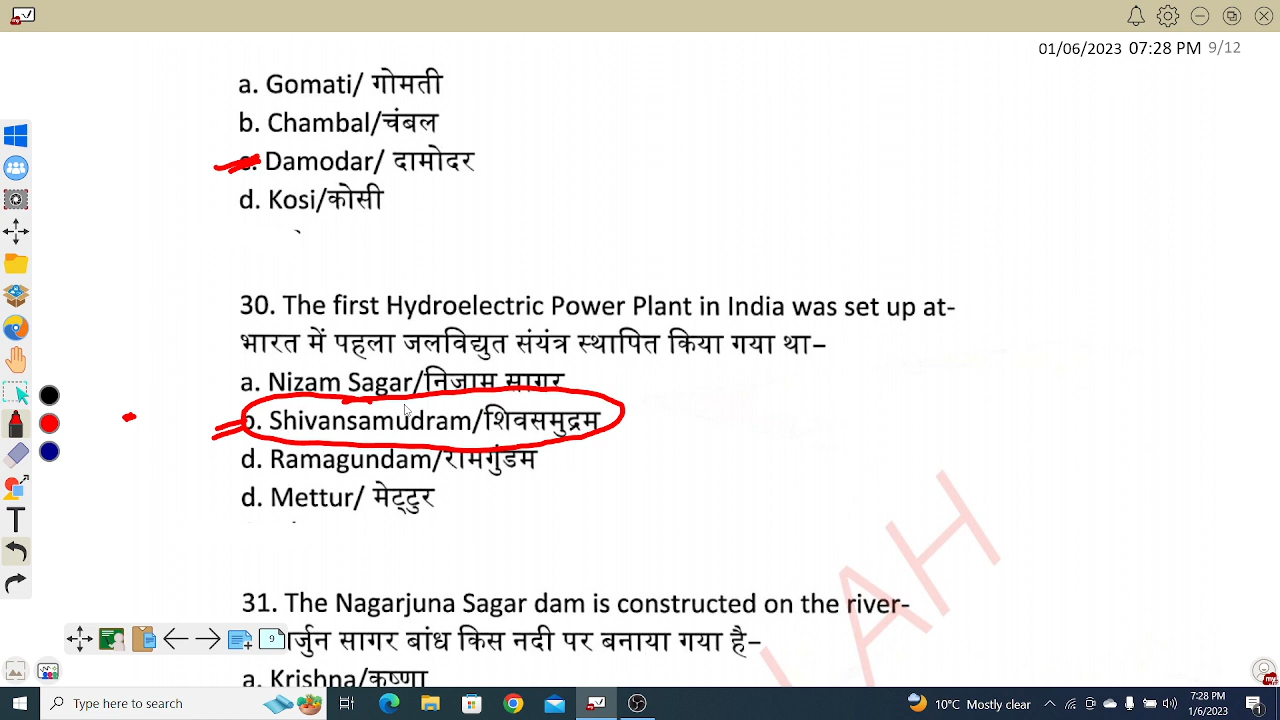 01/06/2023 07:28 PM 9/12
a. Gomati/ गोमती
b. Chambal/चंबल
c. Damodar/ दामोदर
d. Kosi/कोसी
30. The first Hydroelectric Power Plant in India was set up at-
भारत में पहला जलविद्युत संयंत्र स्थापित किया गया था–
a. Nizam Sagar/निजाम सागर
b. Shivansamudram/शिवसमुद्रम
d. Ramagundam/रामगुंडम
d. Mettur/ मेट्टुर
31. The Nagarjuna Sagar dam is constructed on the river-
र्जुन सागर बांध किस नदी पर बनाया गया है–
a. Krishna/कृष्णा
LAH
T
9
Type here to search
10°C Mostly clear
7:28 PM
1/6/2023